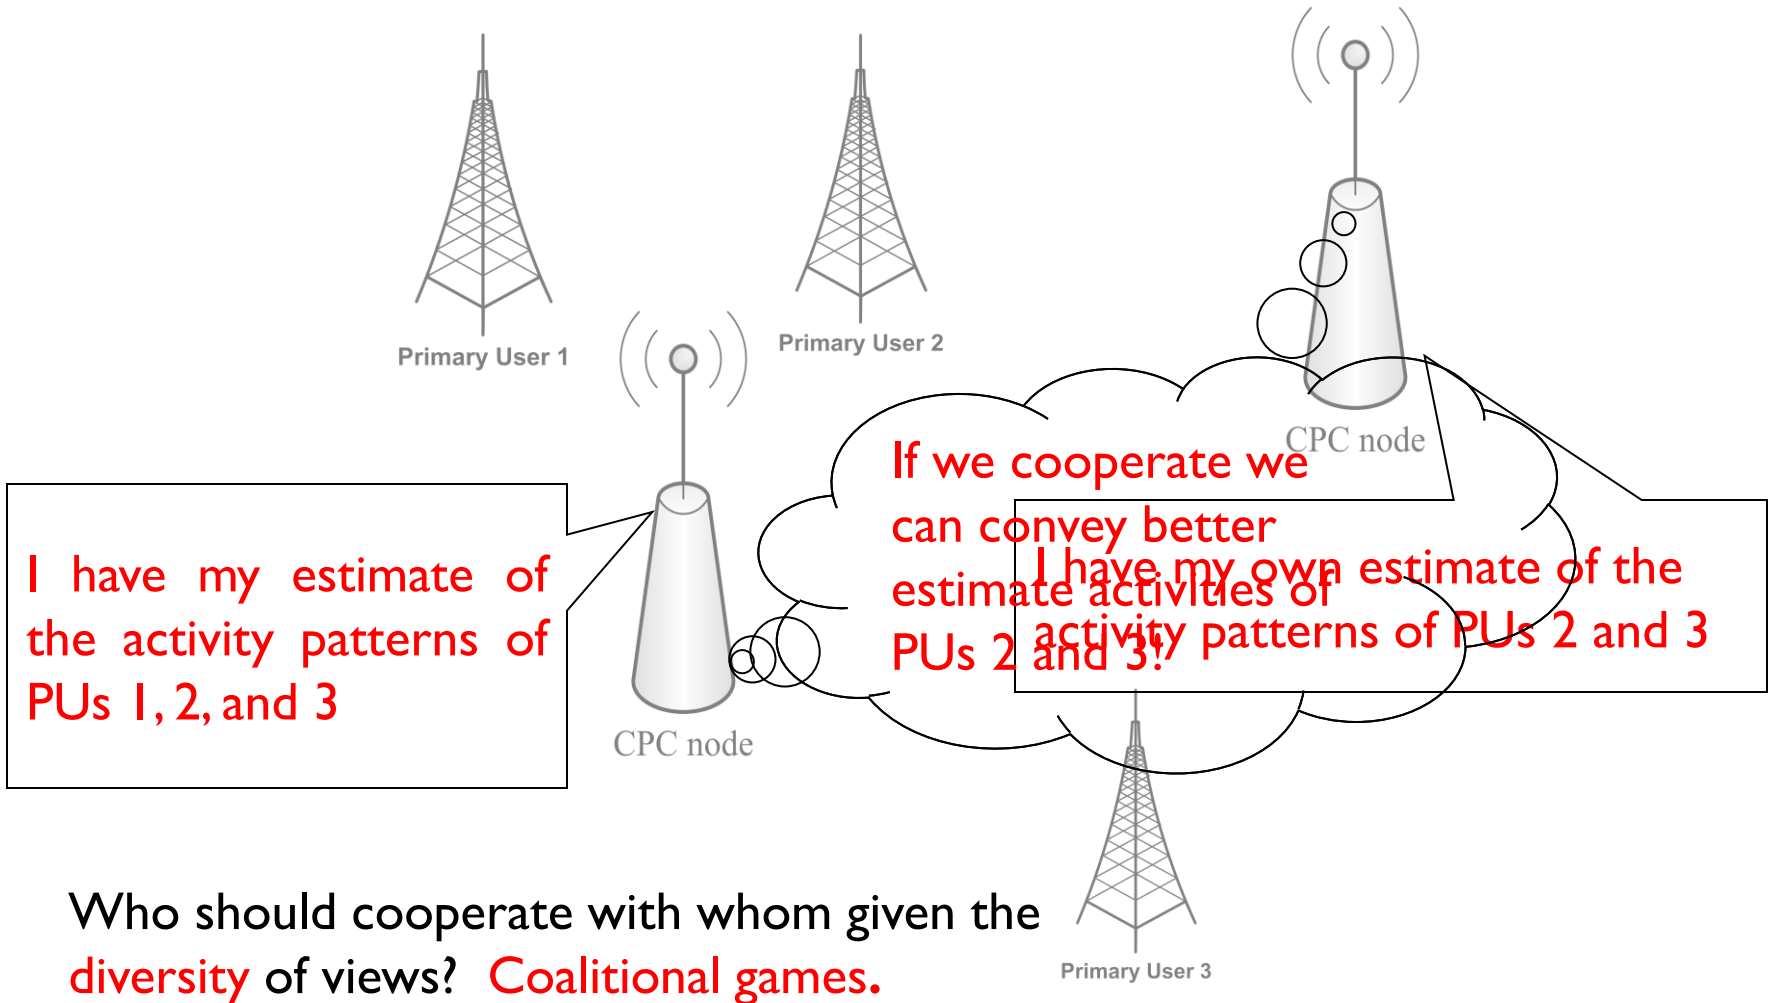 Primary User 1
Primary User 2
CPC node
If we cooperate we
can convey better
estimate activities of
PUs 2 and 3!
I have my own estimate of the
activity patterns of PUs 2 and 3
I have my estimate of
the activity patterns of
PUs 1, 2, and 3
CPC node
Who should cooperate with whom given the
diversity of views? Coalitional games.
Primary User 3